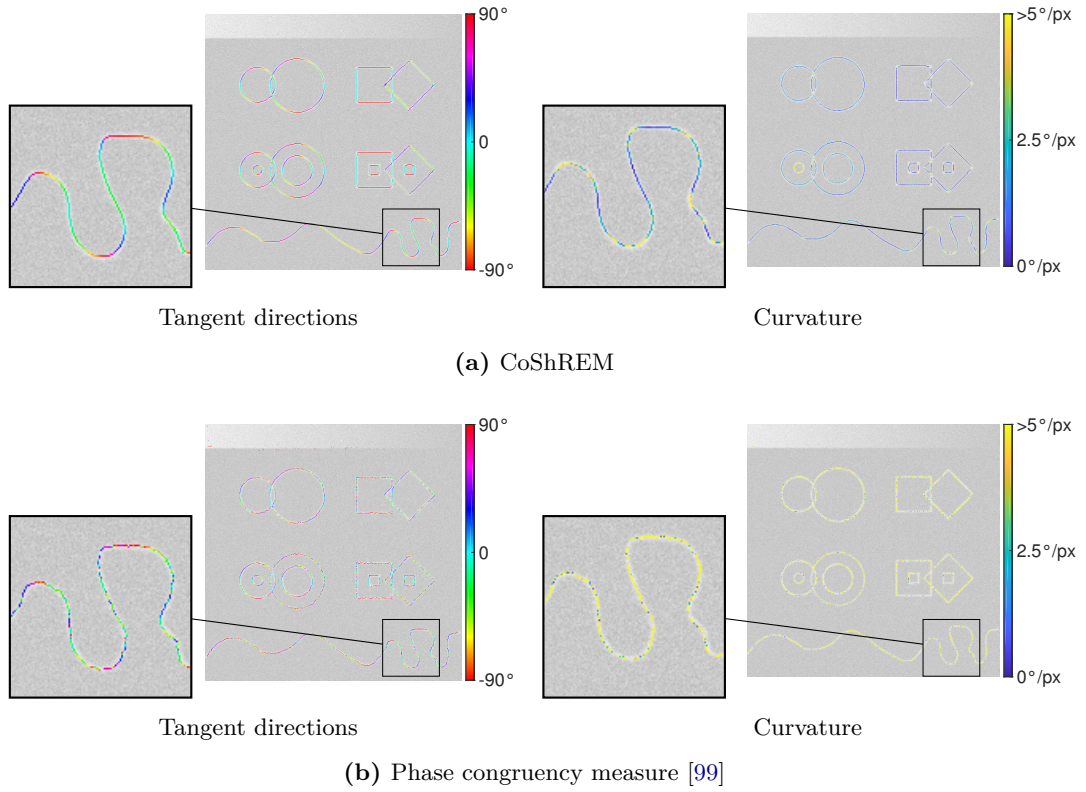 90°
0
-90°
>5°/px
2.5°/px
0°/px
Tangent directions
Curvature
(a) CoShREM
90°
0
-90°
>5°/px
2.5°/px
0°/px
Tangent directions
Curvature
(b) Phase congruency measure [99]